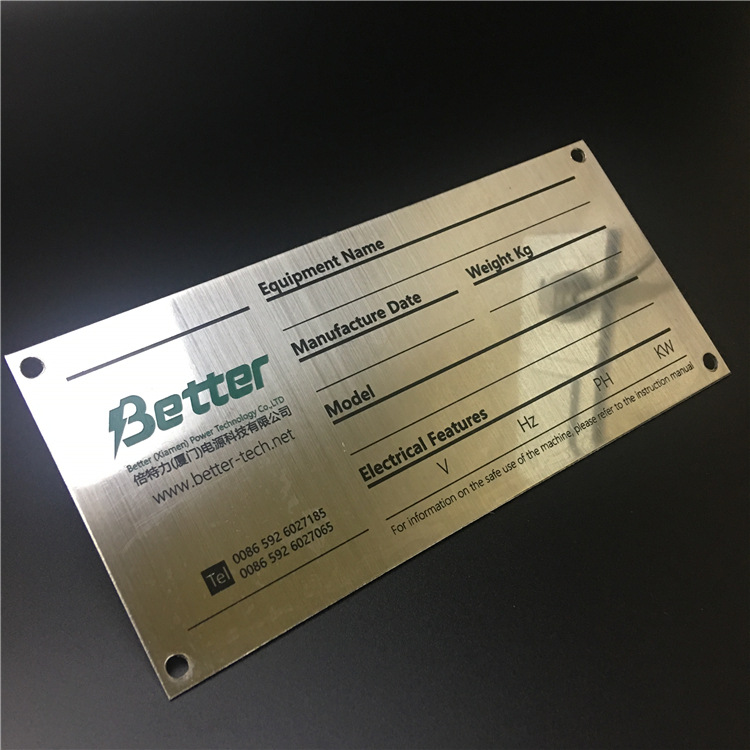 Better
Better (Xiamen) Power Technology Co.,LTD
倍特力(厦门)电源科技有限公司
www.better-tech.net
Tel
0086 592 6027185
0086 592 6027065
Equipment Name
Manufacture Date
Weight Kg
Model
Electrical Features
V Hz PH KW
For information on the safe use of the machine, please refer to the instruction manual